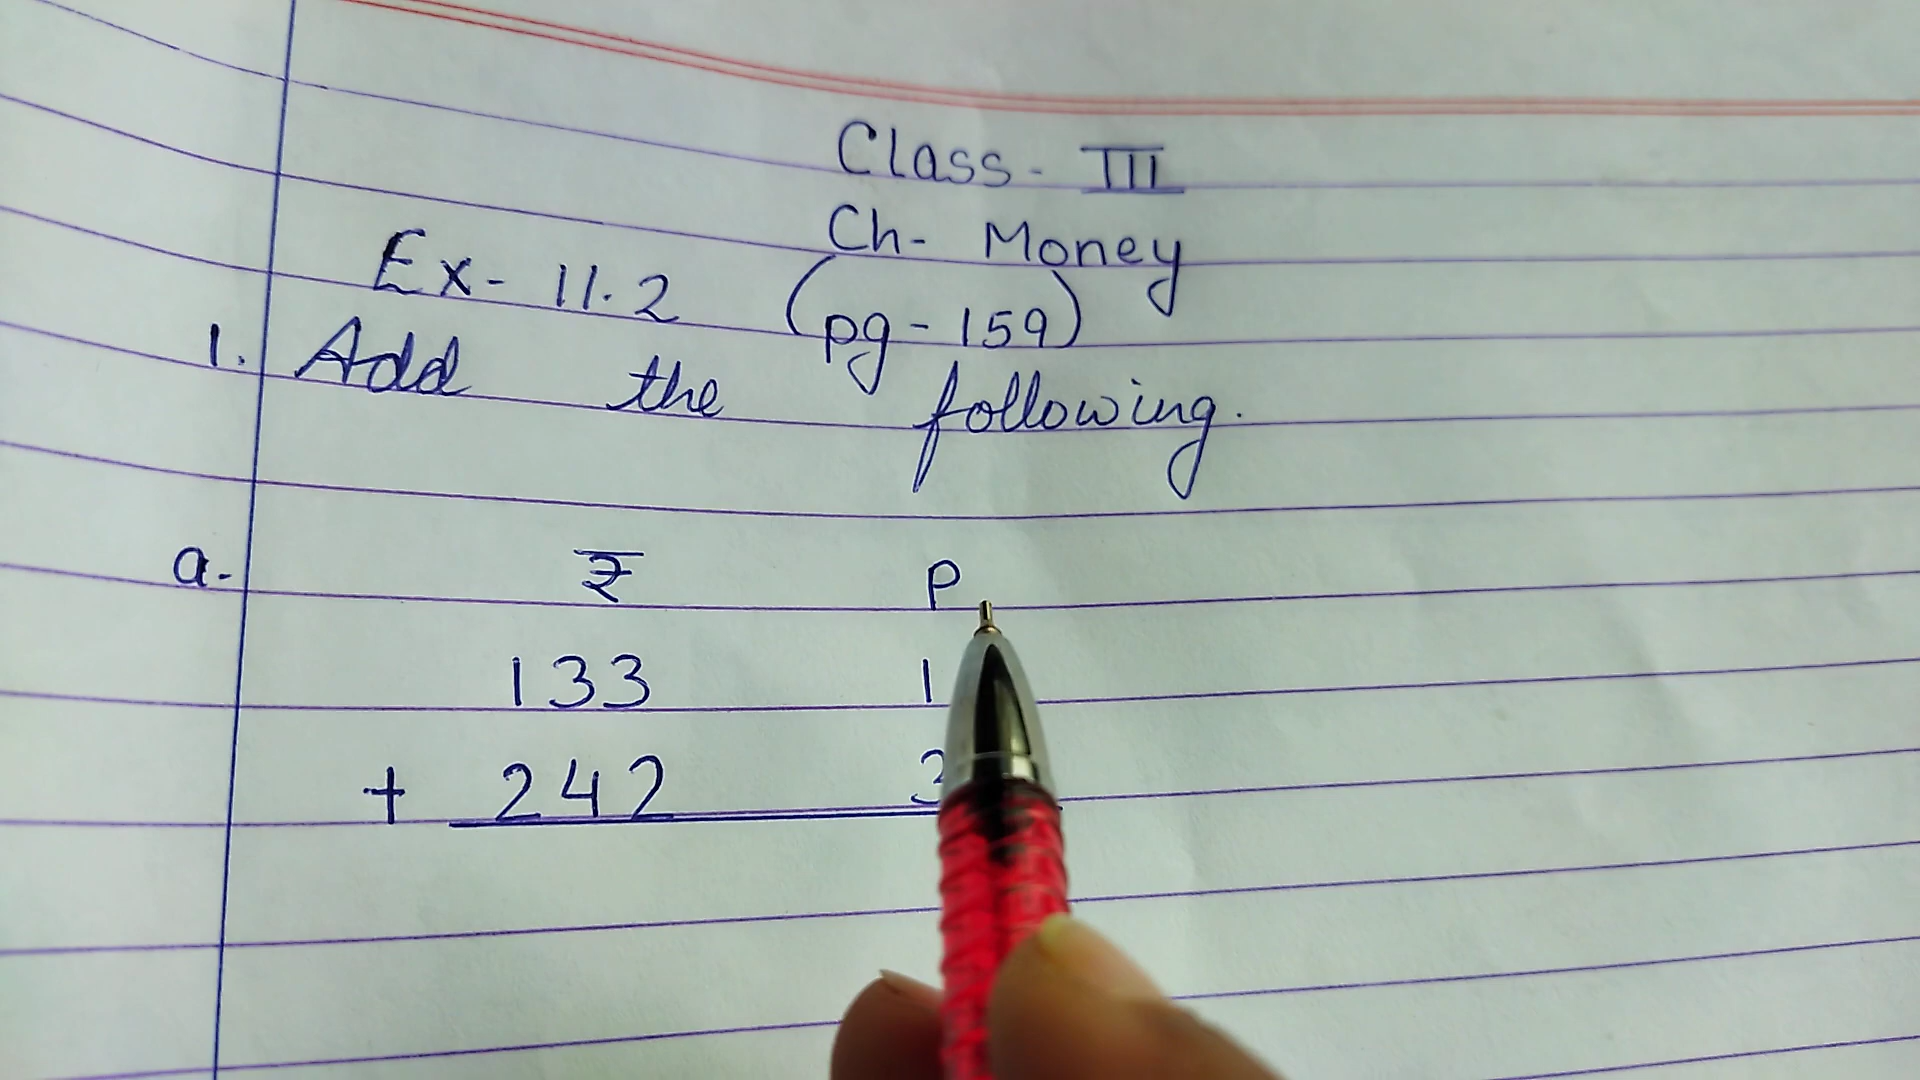 Class - III
Ch- Money
Ex- 11.2 (pg-159)
1. Add the following.
a. ₹ P
133 1
+ 242